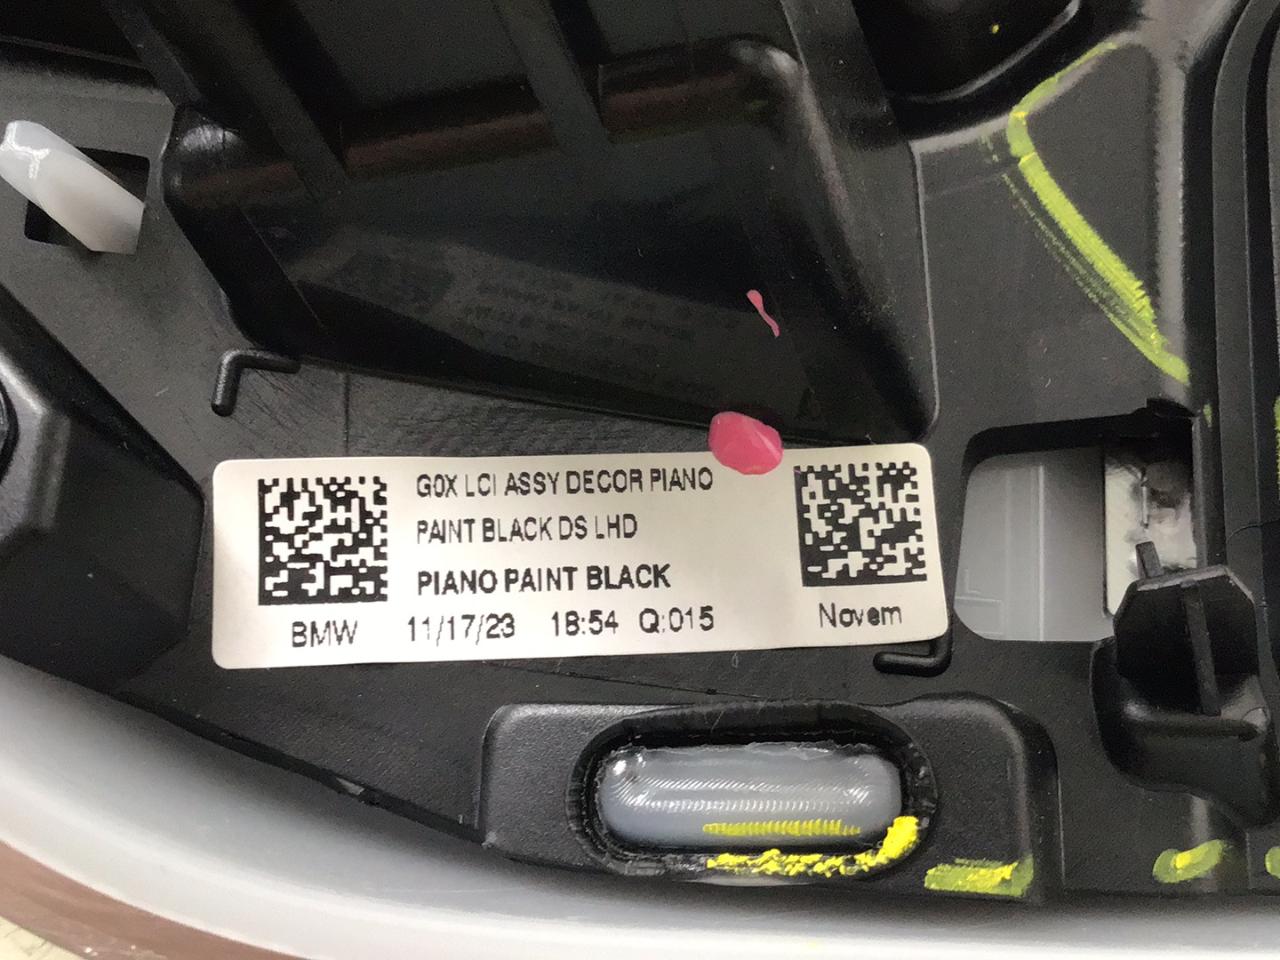 G0X LCI ASSY DECOR PIANO
PAINT BLACK DS LHD
PIANO PAINT BLACK
BMW 11/17/23 18:54 Q:015 Novem